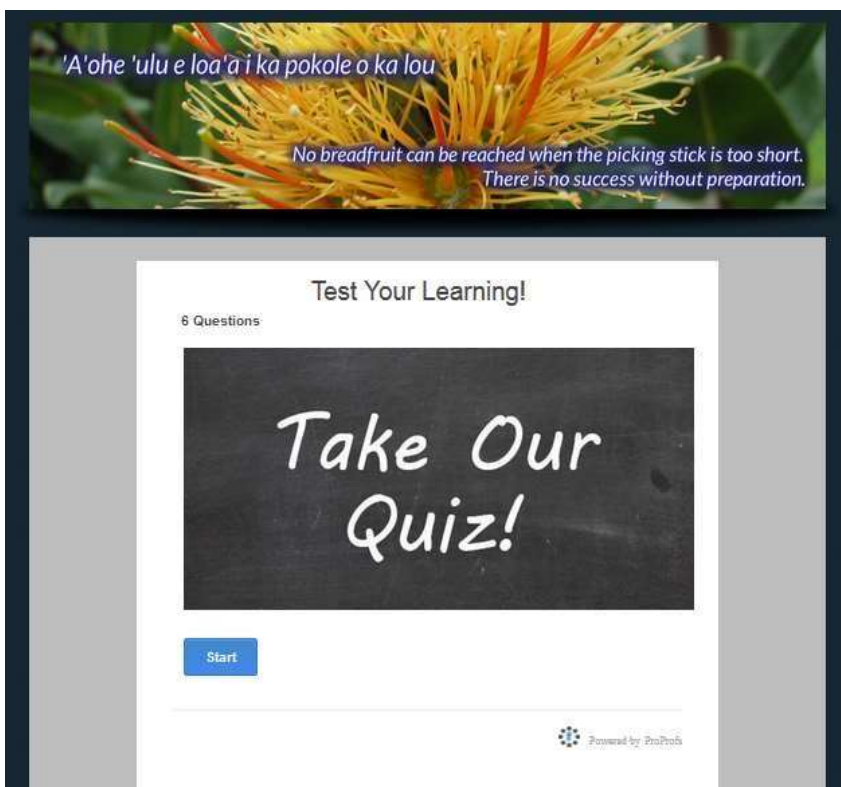 'A'ohe 'ulu e loa'a i ka pokole o ka lou
No breadfruit can be reached when the picking stick is too short.
There is no success without preparation.
Test Your Learning!
6 Questions
Take Our
Quiz!
Start
Powered by ProProfs